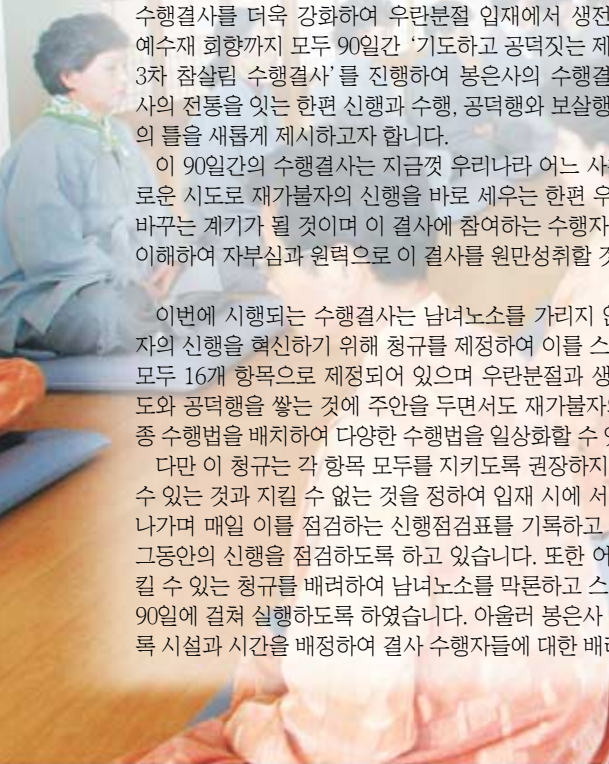 수행결사를 더욱 강화하여 우란분절 입재에서 생전
예수재 회향까지 모두 90일간 ‘기도하고 공덕짓는 제
3차 참살림 수행결사’를 진행하여 봉은사의 수행결
사의 전통을 잇는 한편 신행과 수행, 공덕행와 보살행
의 틀을 새롭게 제시하고자 합니다.
이 90일간의 수행결사는 지금껏 우리나라 어느 사
로운 시도로 재가불자의 신행을 바로 세우는 한편 우
바꾸는 계기가 될 것이며 이 결사에 참여하는 수행자
이해하여 자부심과 원력으로 이 결사를 원만성취할 것
이번에 시행되는 수행결사는 남녀노소를 가리지 않
자의 신행을 혁신하기 위해 청규를 제정하여 이를 스
모두 16개 항목으로 제정되어 있으며 우란분절과 생
도와 공덕행을 쌓는 것에 주안을 두면서도 재가불자
종 수행법을 배치하여 다양한 수행법을 일상화할 수 있
다만 이 청규는 각 항목 모두를 지키도록 권장하지
수 있는 것과 지킬 수 없는 것을 정하여 입재 시에 서
나가며 매일 이를 점검하는 신행점검표를 기록하고
그동안의 신행을 점검하도록 하고 있습니다. 또한 어
킬 수 있는 청규를 배려하여 남녀노소를 막론하고 스
90일에 걸쳐 실행하도록 하였습니다. 아울러 봉은사
록 시설과 시간을 배정하여 결사 수행자들에 대한 배려